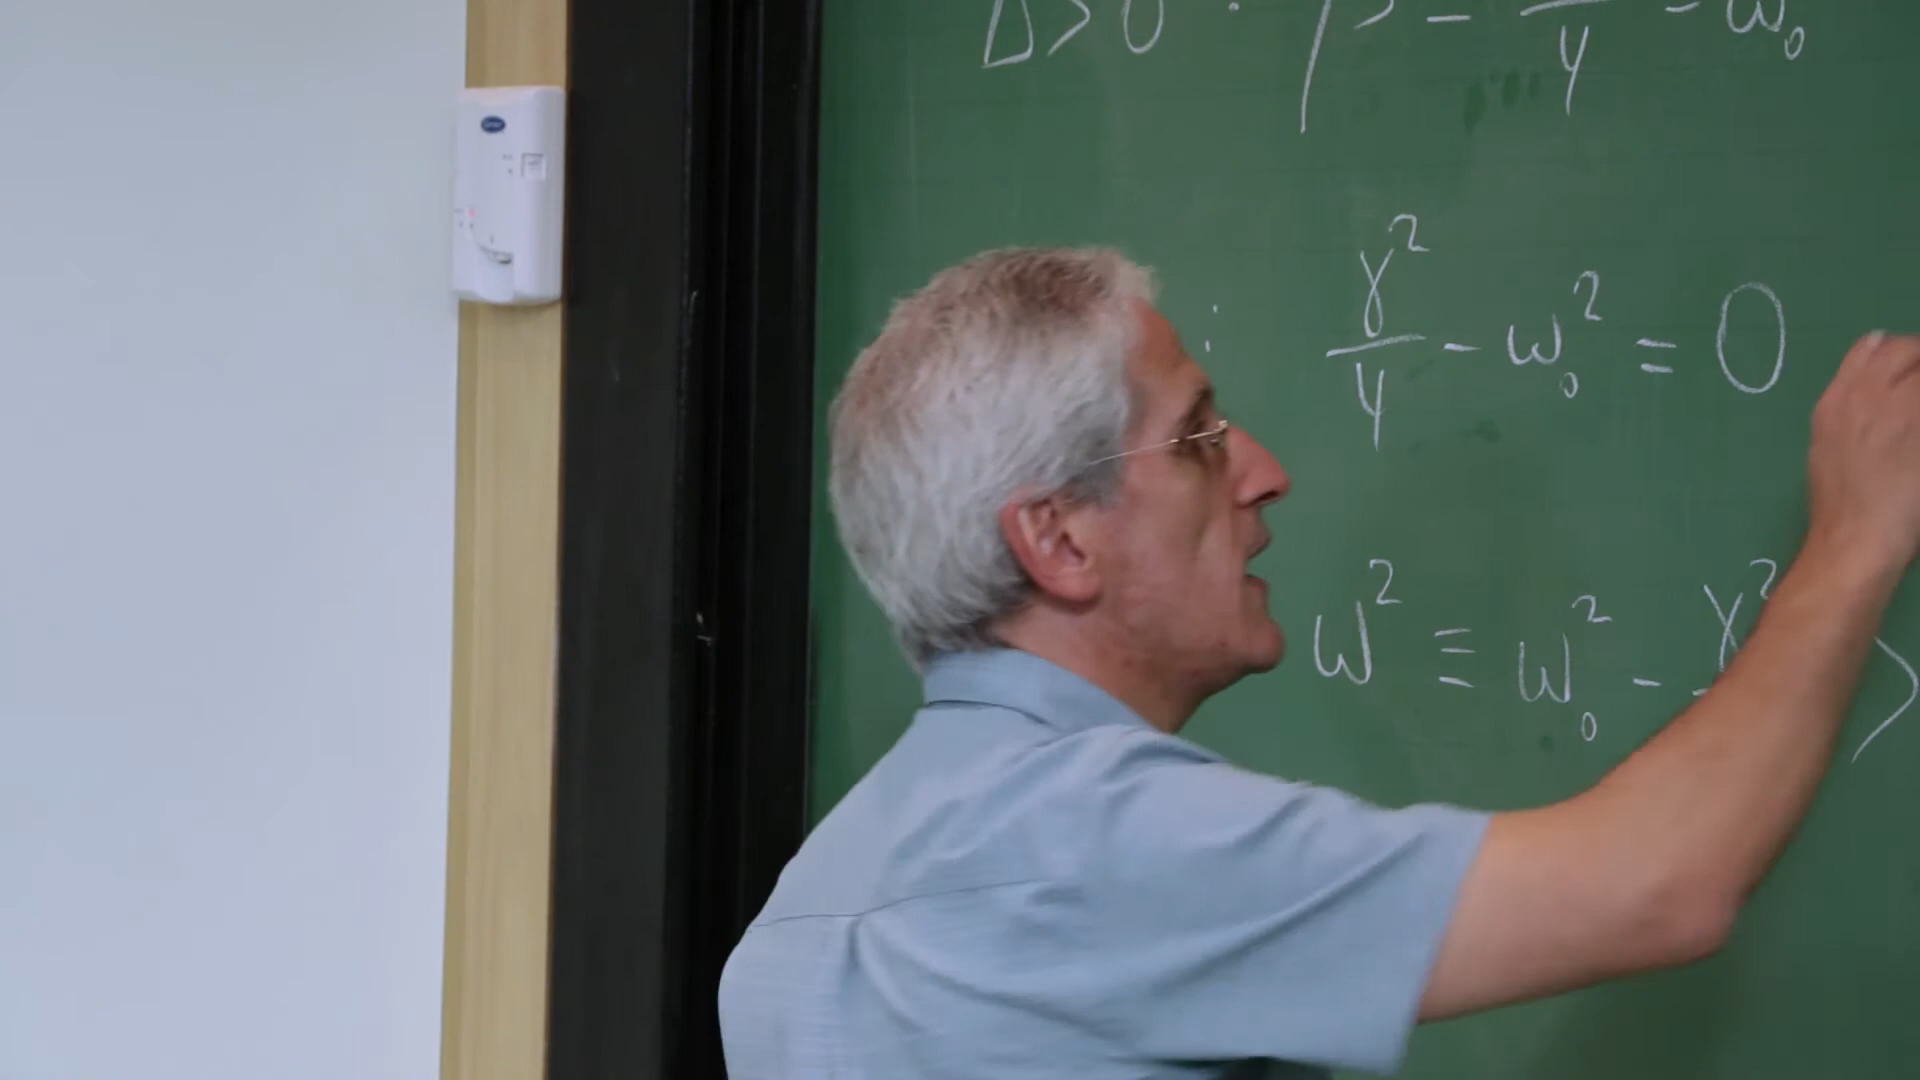 Δ > 0 : β = γ/4 - ω₀
: γ²/4 - ω₀² = 0
ω² ≡ ω₀² - γ² >